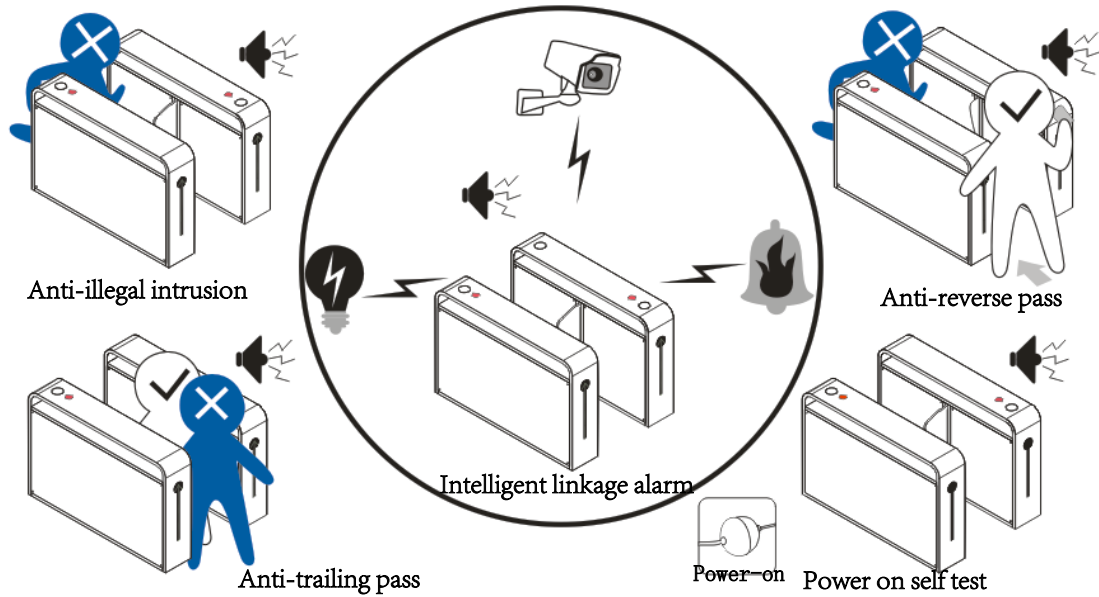 Anti-illegal intrusion
Anti-reverse pass
Intelligent linkage alarm
Anti-trailing pass
Power-on
Power on self test